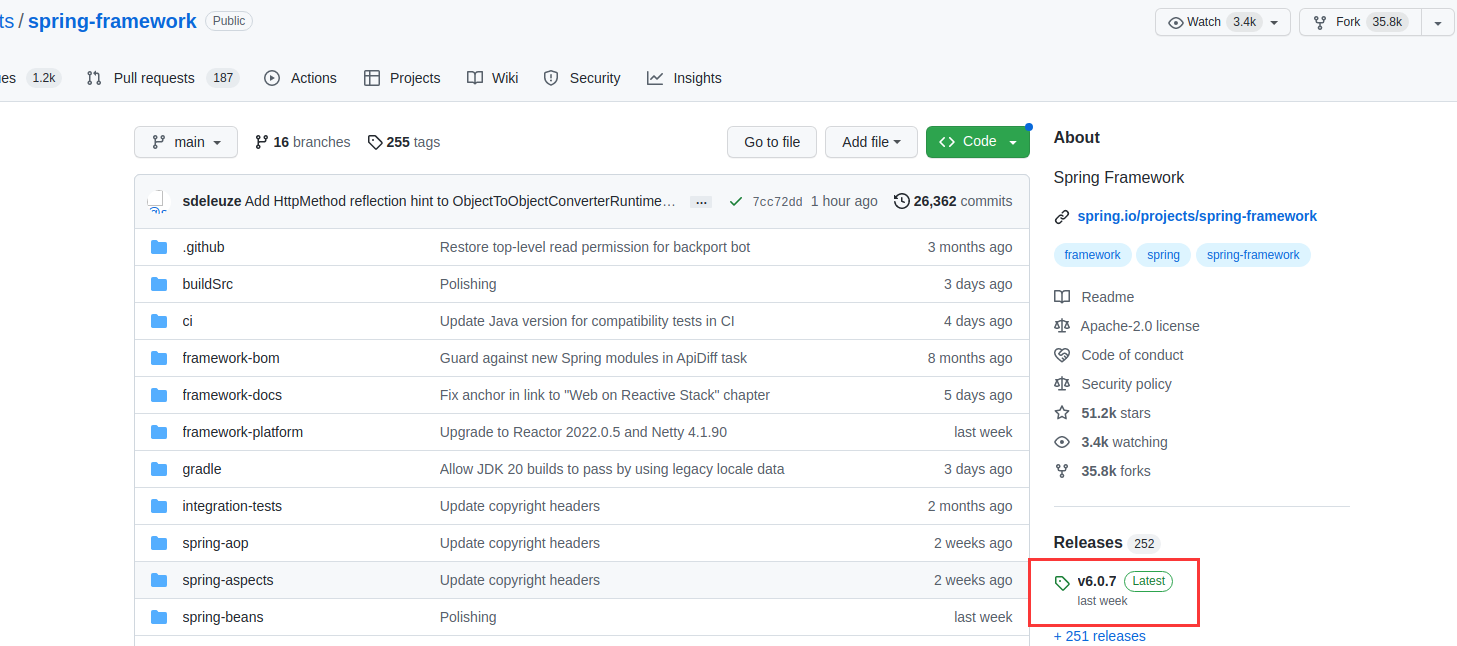 ts / spring-framework Public Watch 3.4k Fork 35.8k
es 1.2k Pull requests 187 Actions Projects Wiki Security Insights
main 16 branches 255 tags Go to file Add file Code
sdeleuze Add HttpMethod reflection hint to ObjectToObjectConverterRuntime… ... 7cc72dd 1 hour ago 26,362 commits
.github Restore top-level read permission for backport bot 3 months ago
buildSrc Polishing 3 days ago
ci Update Java version for compatibility tests in CI 4 days ago
framework-bom Guard against new Spring modules in ApiDiff task 8 months ago
framework-docs Fix anchor in link to "Web on Reactive Stack" chapter 5 days ago
framework-platform Upgrade to Reactor 2022.0.5 and Netty 4.1.90 last week
gradle Allow JDK 20 builds to pass by using legacy locale data 3 days ago
integration-tests Update copyright headers 2 months ago
spring-aop Update copyright headers 2 weeks ago
spring-aspects Update copyright headers 2 weeks ago
spring-beans Polishing last week
About
Spring Framework
spring.io/projects/spring-framework
framework spring spring-framework
Readme
Apache-2.0 license
Code of conduct
Security policy
51.2k stars
3.4k watching
35.8k forks
Releases 252
v6.0.7 Latest
last week
+ 251 releases